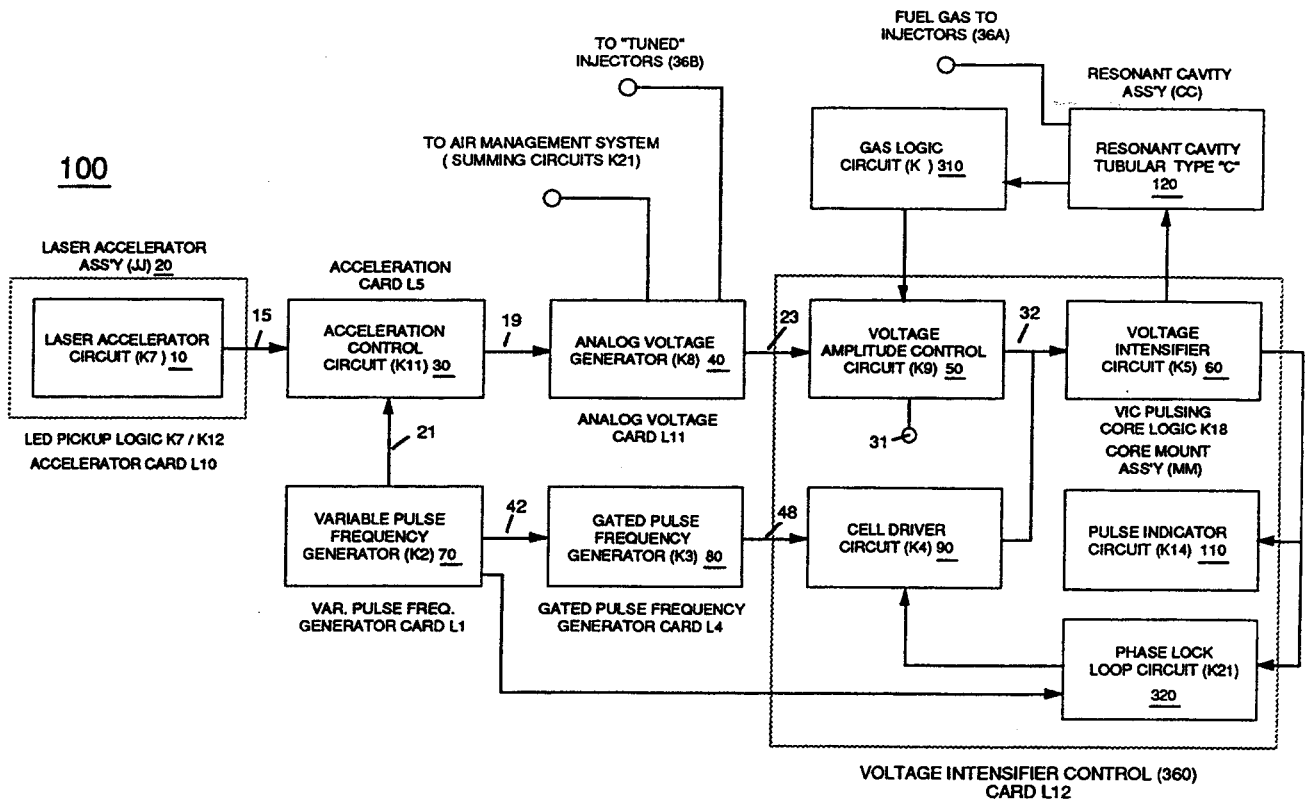 FUEL GAS TO
INJECTORS (36A)
TO "TUNED"
INJECTORS (36B)
RESONANT CAVITY
ASS'Y (CC)
TO AIR MANAGEMENT SYSTEM
( SUMMING CIRCUITS K21)
GAS LOGIC
CIRCUIT (K ) 310
RESONANT CAVITY
TUBULAR TYPE "C"
120
100
LASER ACCELERATOR
ASS'Y (JJ) 20
ACCELERATION
CARD L5
15
19
23
32
LASER ACCELERATOR
CIRCUIT (K7 ) 10
ACCELERATION
CONTROL
CIRCUIT (K11) 30
ANALOG VOLTAGE
GENERATOR (K8) 40
VOLTAGE
AMPLITUDE CONTROL
CIRCUIT (K9) 50
VOLTAGE
INTENSIFIER
CIRCUIT (K5) 60
LED PICKUP LOGIC K7 / K12
ACCELERATOR CARD L10
21
ANALOG VOLTAGE
CARD L11
31
VIC PULSING
CORE LOGIC K18
CORE MOUNT
ASS'Y (MM)
VARIABLE PULSE
FREQUENCY
GENERATOR (K2) 70
42
GATED PULSE
FREQUENCY
GENERATOR (K3) 80
48
CELL DRIVER
CIRCUIT (K4) 90
PULSE INDICATOR
CIRCUIT (K14) 110
VAR. PULSE FREQ.
GENERATOR CARD L1
GATED PULSE FREQUENCY
GENERATOR CARD L4
PHASE LOCK
LOOP CIRCUIT (K21)
320
VOLTAGE INTENSIFIER CONTROL (360)
CARD L12